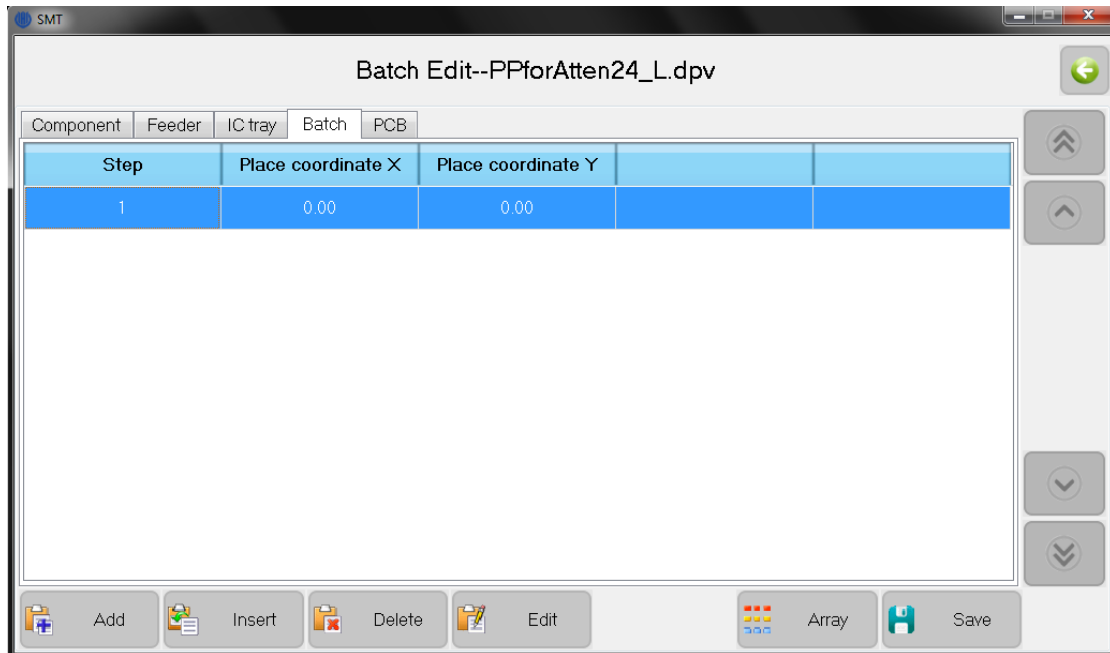 SMT
Batch Edit--PPforAtten24_L.dpv
Component Feeder IC tray Batch PCB
Step Place coordinate X Place coordinate Y
1 0.00 0.00
Add Insert Delete Edit Array Save